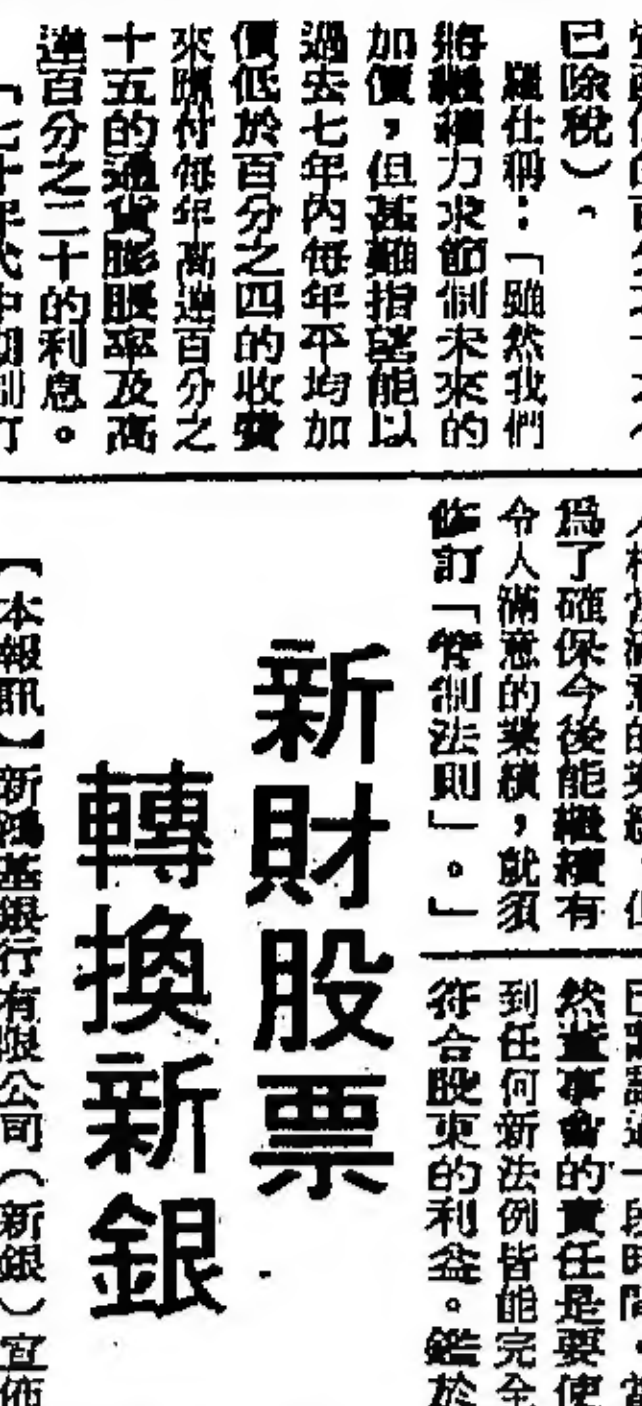 已除稅）。
羅仕稱：「雖然我們
將繼續力求節制未來的
加價，但甚難指望能以
過去七年內每年平均加
價低於百分之四的收費
來賺付每年高達百分之
十五的通貨膨脹率及高
達百分之二十的利息。
為了確保今後能繼續有
令人滿意的業績，就須
修訂「管制法則」。」
然董事會的責任是要使
到任何新法例皆能完全
符合股東的利益。鑑於
新財股票
轉換新銀
【本報訊】新鴻基銀行有限公司（新銀）宣佈